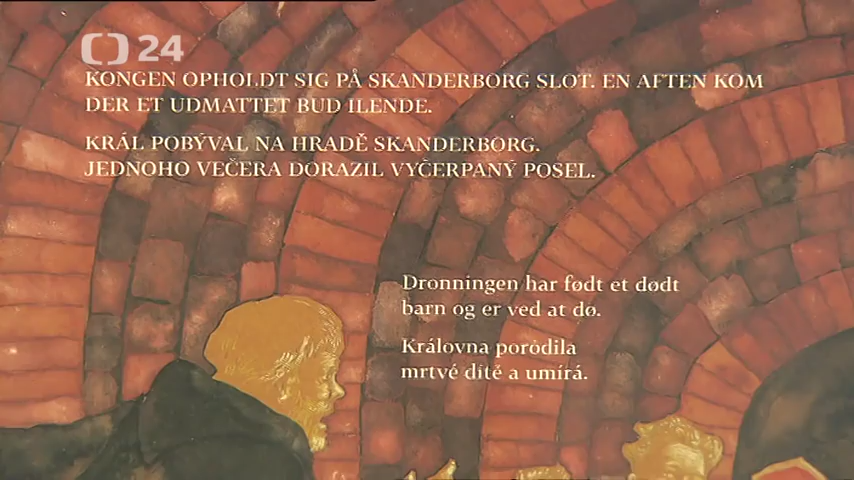 24
KONGEN OPHOLDT SIG PÅ SKANDERBORG SLOT. EN AFTEN KOM
DER ET UDMATTET BUD ILENDE.
KRÁL POBÝVAL NA HRADĚ SKANDERBORG.
JEDNOHO VEČERA DORAZIL VYČERPANÝ POSEL.
Dronningen har født et dødt
barn og er ved at dø.
Královna porodila
mrtvé dítě a umírá.